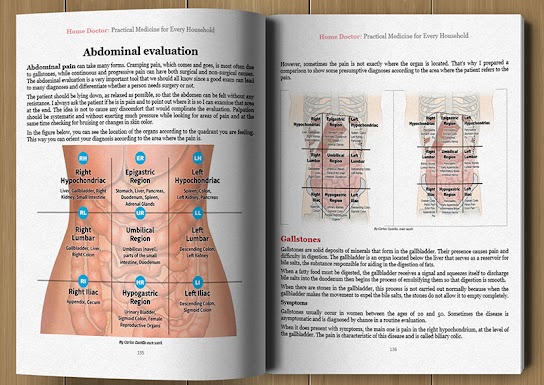 Home Doctor: Practical Medicine for Every Household
Abdominal evaluation
Abdominal pain can take many forms. Cramping pain, which comes and goes, is most often due
to gallstones, while continuous and progressive pain can have both surgical and non-surgical causes.
The abdominal evaluation is a very important tool that we should all know since a good exam can lead
to many diagnoses and differentiate whether a person needs surgery or not.
The patient should be lying down, as relaxed as possible, so that the abdomen can be felt without any
resistance. I always ask the patient if he is in pain and to point out where it is so I can examine that area
at the end. The idea is not to cause any discomfort that would complicate the evaluation. Palpation
should be systematic and without exerting much pressure while looking for areas of pain and at the
same time checking for bruising or changes in skin color.
In the figure below, you can see the location of the organs according to the quadrant you are feeling.
This way you can orient your diagnosis according to the area where the pain is.
RH
ER
LH
Right
Hypochondriac
Liver, Gallbladder, Right
Kidney, Small Intestine
Epigastric
Region
Stomach, Liver, Pancreas,
Duodenum, Spleen,
Adrenal Glands
Left
Hypochondriac
Spleen, Colon,
Left Kidney, Pancreas
RL
UR
LL
Right
Lumbar
Gallbladder, Liver,
Right Colon
Umbilical
Region
Umbilicus (navel),
parts of the small
intestine, Duodenum
Left
Lumbar
Descending Colon,
Left Kidney
RI
HR
LI
Right Iliac
Appendix, Cecum
Hypogastric
Region
Urinary Bladder,
Sigmoid Colon, Female
Reproductive Organs
Left Iliac
Descending Colon,
Sigmoid Colon
135
Home Doctor: Practical Medicine for Every Household
However, sometimes the pain is not exactly where the organ is located. That's why I prepared a
comparison to show some presumptive diagnoses according to the area where the patient refers to the
pain.
Right
Hypochondriac
Epigastric
Region
Left
Hypochondriac
Right
Lumbar
Umbilical
Region
Left
Lumbar
Right
Iliac
Hypogastric
Region
Left
Iliac
Right
Hypochondriac
Epigastric
Region
Left
Hypochondriac
Right
Lumbar
Umbilical
Region
Left
Lumbar
Right
Iliac
Hypogastric
Region
Left
Iliac
Gallstones
Gallstones are solid deposits of minerals that form in the gallbladder. Their presence causes pain and
difficulty in digestion. The gallbladder is an organ located below the liver that serves as a reservoir for
bile salts, the substance responsible for aiding in the digestion of fats.
When a fatty food must be digested, the gallbladder receives a signal and squeezes itself to discharge
bile salts into the duodenum then begins the process of emulsifying them so that digestion is smooth.
When there are stones in the gallbladder, this process is not carried out normally because when the
gallbladder makes the movement to expel the bile salts, the stones do not allow it to empty completely.
Symptoms
Gallstones usually occur in women between the ages of 20 and 50. Sometimes the disease is
asymptomatic and is diagnosed by chance in a routine evaluation.
When it does present with symptoms, the main one is pain in the right hypochondrium, at the level of
the gallbladder. The pain is characteristic of this disease and is called biliary colic.
136